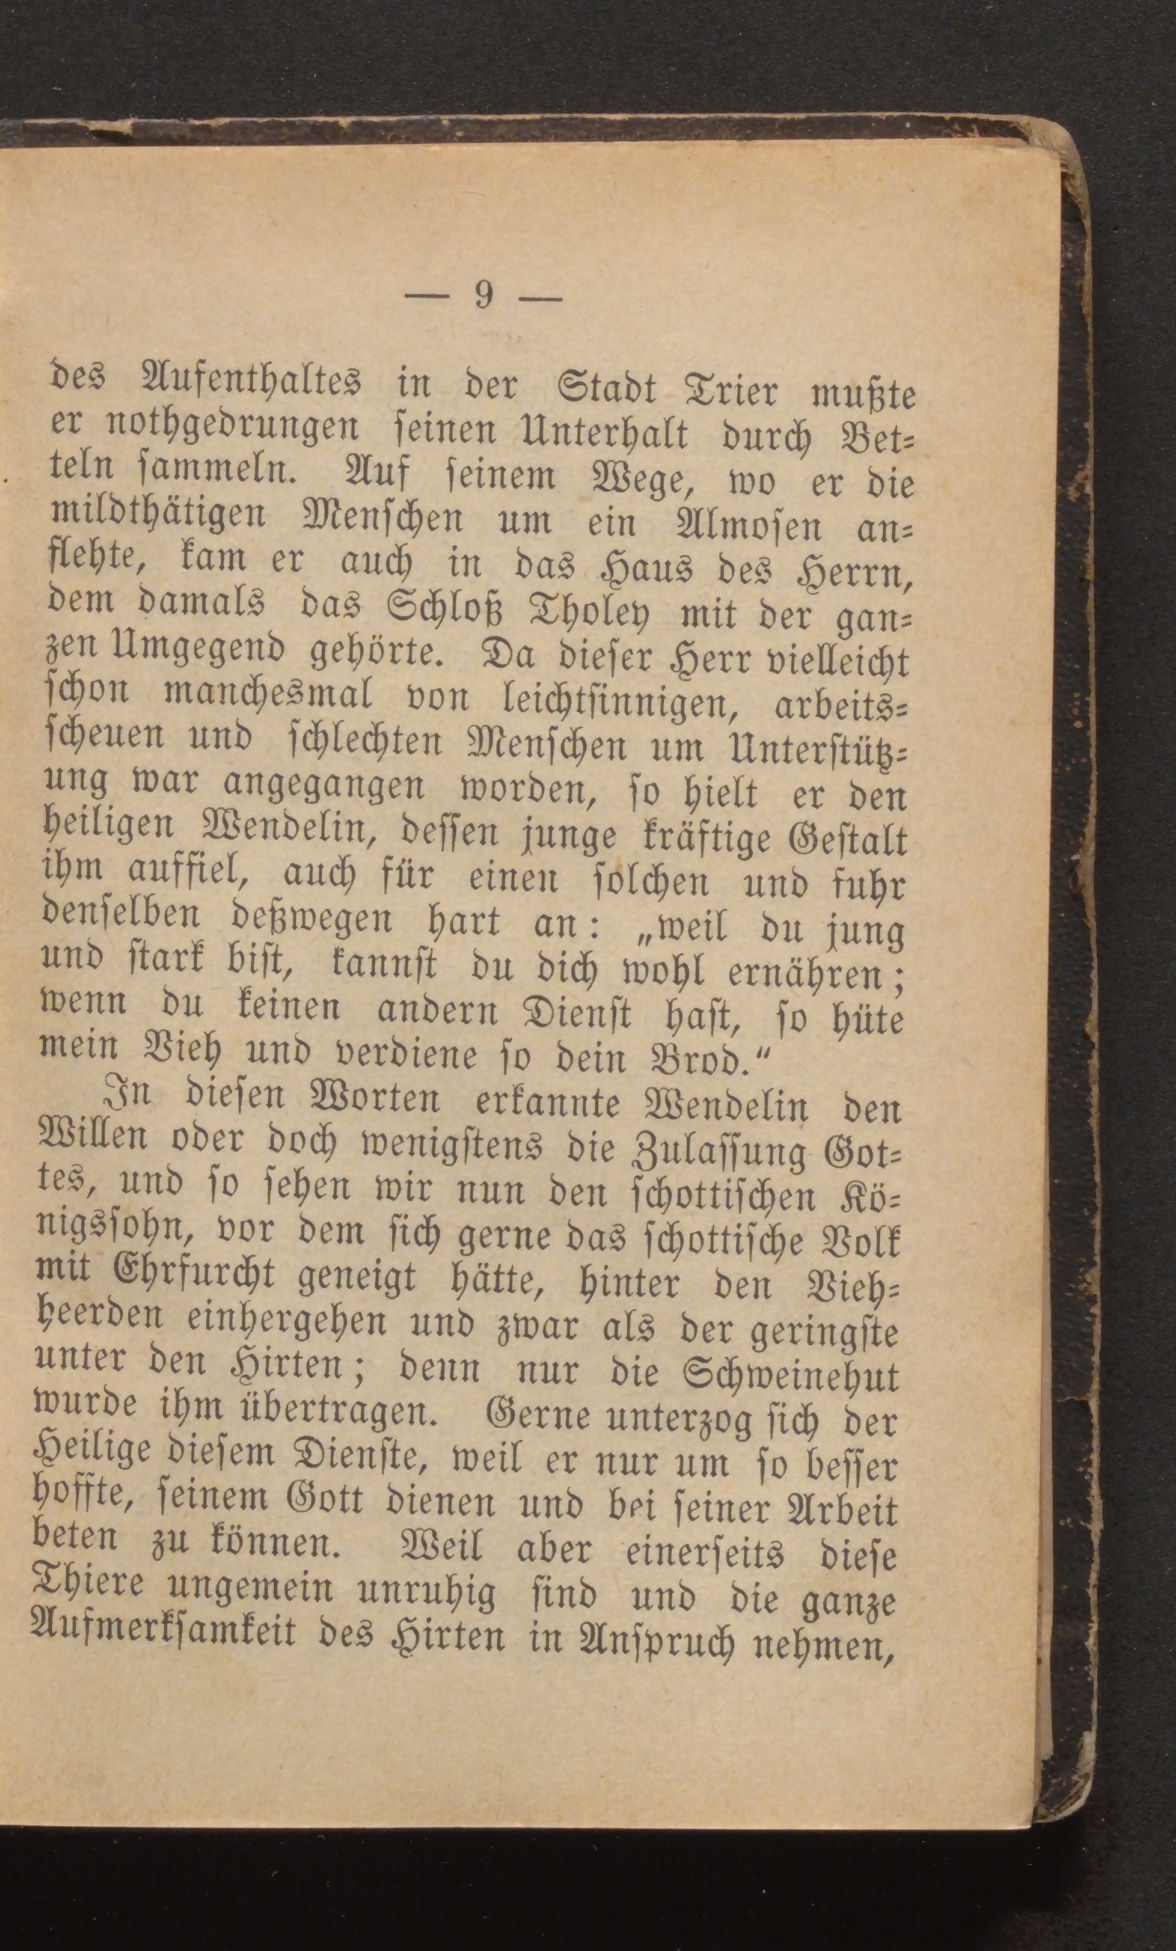 — 9 —
des Aufenthaltes in der Stadt Trier mußte
er nothgedrungen ſeinen Unterhalt durch Bet⸗
teln ſammeln. Auf ſeinem Wege, wo er die
mildthätigen Menſchen um ein Almoſen an⸗
flehte, kam er auch in das Haus des Herrn,
dem damals das Schloß Tholey mit der gan⸗
zen Umgegend gehörte. Da dieſer Herr vielleicht
ſchon manchesmal von leichtſinnigen, arbeits⸗
ſcheuen und ſchlechten Menſchen um Unterſtütz⸗
ung war angegangen worden, ſo hielt er den
heiligen Wendelin, deſſen junge kräftige Geſtalt
ihm auffiel, auch für einen ſolchen und fuhr
denſelben deßwegen hart an: „weil du jung
und ſtark biſt, kannſt du dich wohl ernähren;
wenn du keinen andern Dienſt haſt, ſo hüte
mein Vieh und verdiene ſo dein Brod.“
In dieſen Worten erkannte Wendelin den
Willen oder doch wenigſtens die Zulaſſung Got⸗
tes, und ſo ſehen wir nun den ſchottiſchen Kö⸗
nigsſohn, vor dem ſich gerne das ſchottiſche Volk
mit Ehrfurcht geneigt hätte, hinter den Vieh⸗
heerden einhergehen und zwar als der geringſte
unter den Hirten; denn nur die Schweinehut
wurde ihm übertragen. Gerne unterzog ſich der
Heilige dieſem Dienſte, weil er nur um ſo beſſer
hoffte, ſeinem Gott dienen und bei ſeiner Arbeit
beten zu können. Weil aber einerſeits dieſe
Thiere ungemein unruhig ſind und die ganze
Aufmerkſamkeit des Hirten in Anſpruch nehmen,